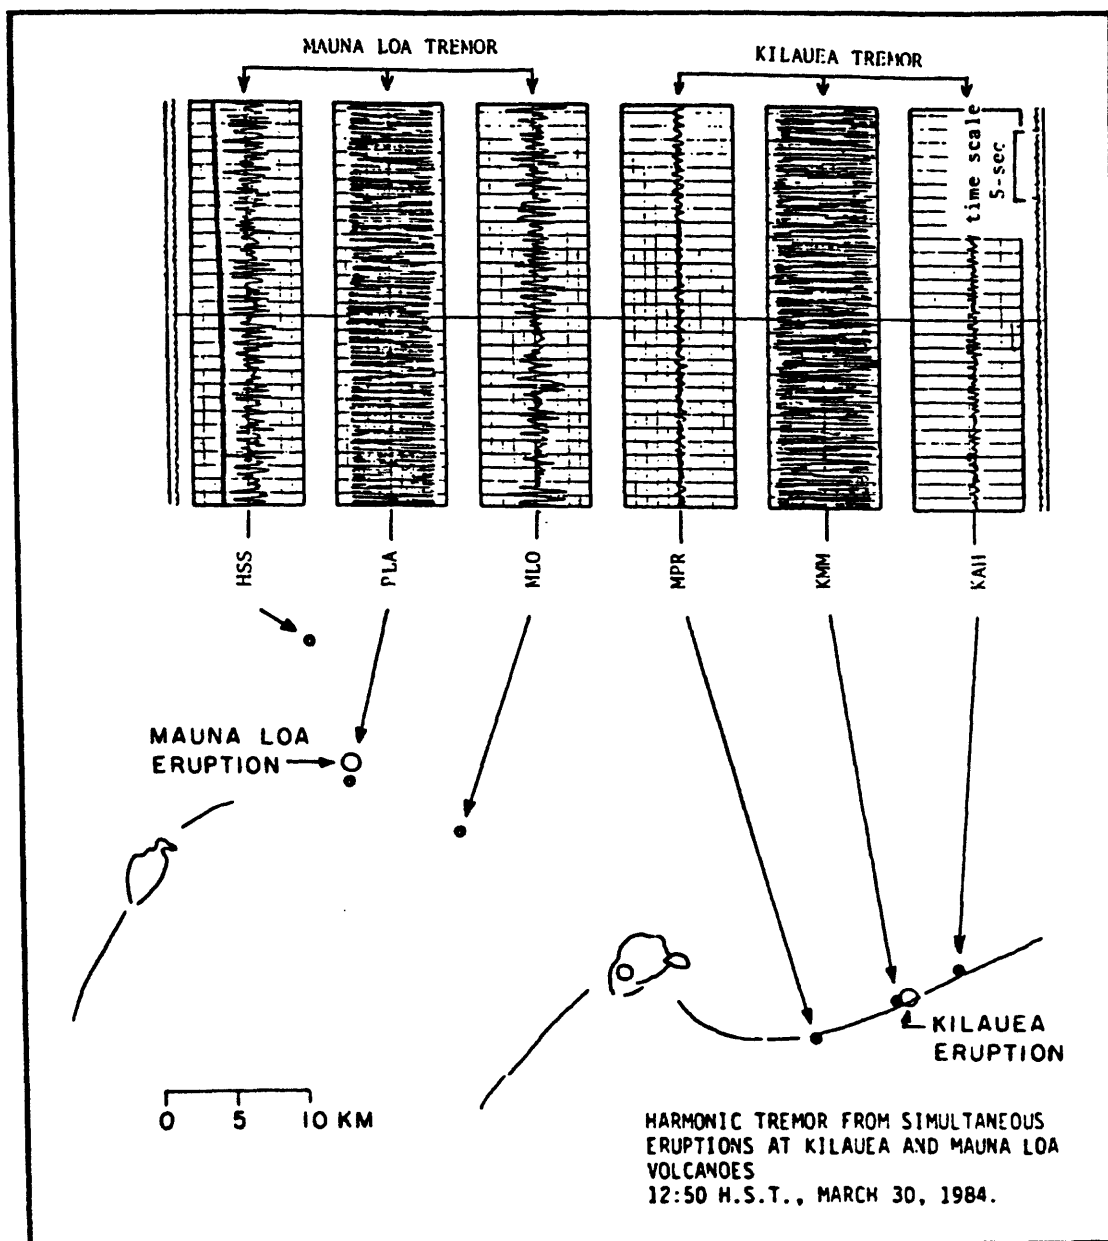 MAUNA LOA TREMOR
KILAUEA TREMOR
time scale
5-sec
HSS
PLA
MLO
MPR
KMM
KAH
MAUNA LOA
ERUPTION
KILAUEA
ERUPTION
0 5 10 KM
HARMONIC TREMOR FROM SIMULTANEOUS
ERUPTIONS AT KILAUEA AND MAUNA LOA
VOLCANOES
12:50 H.S.T., MARCH 30, 1984.